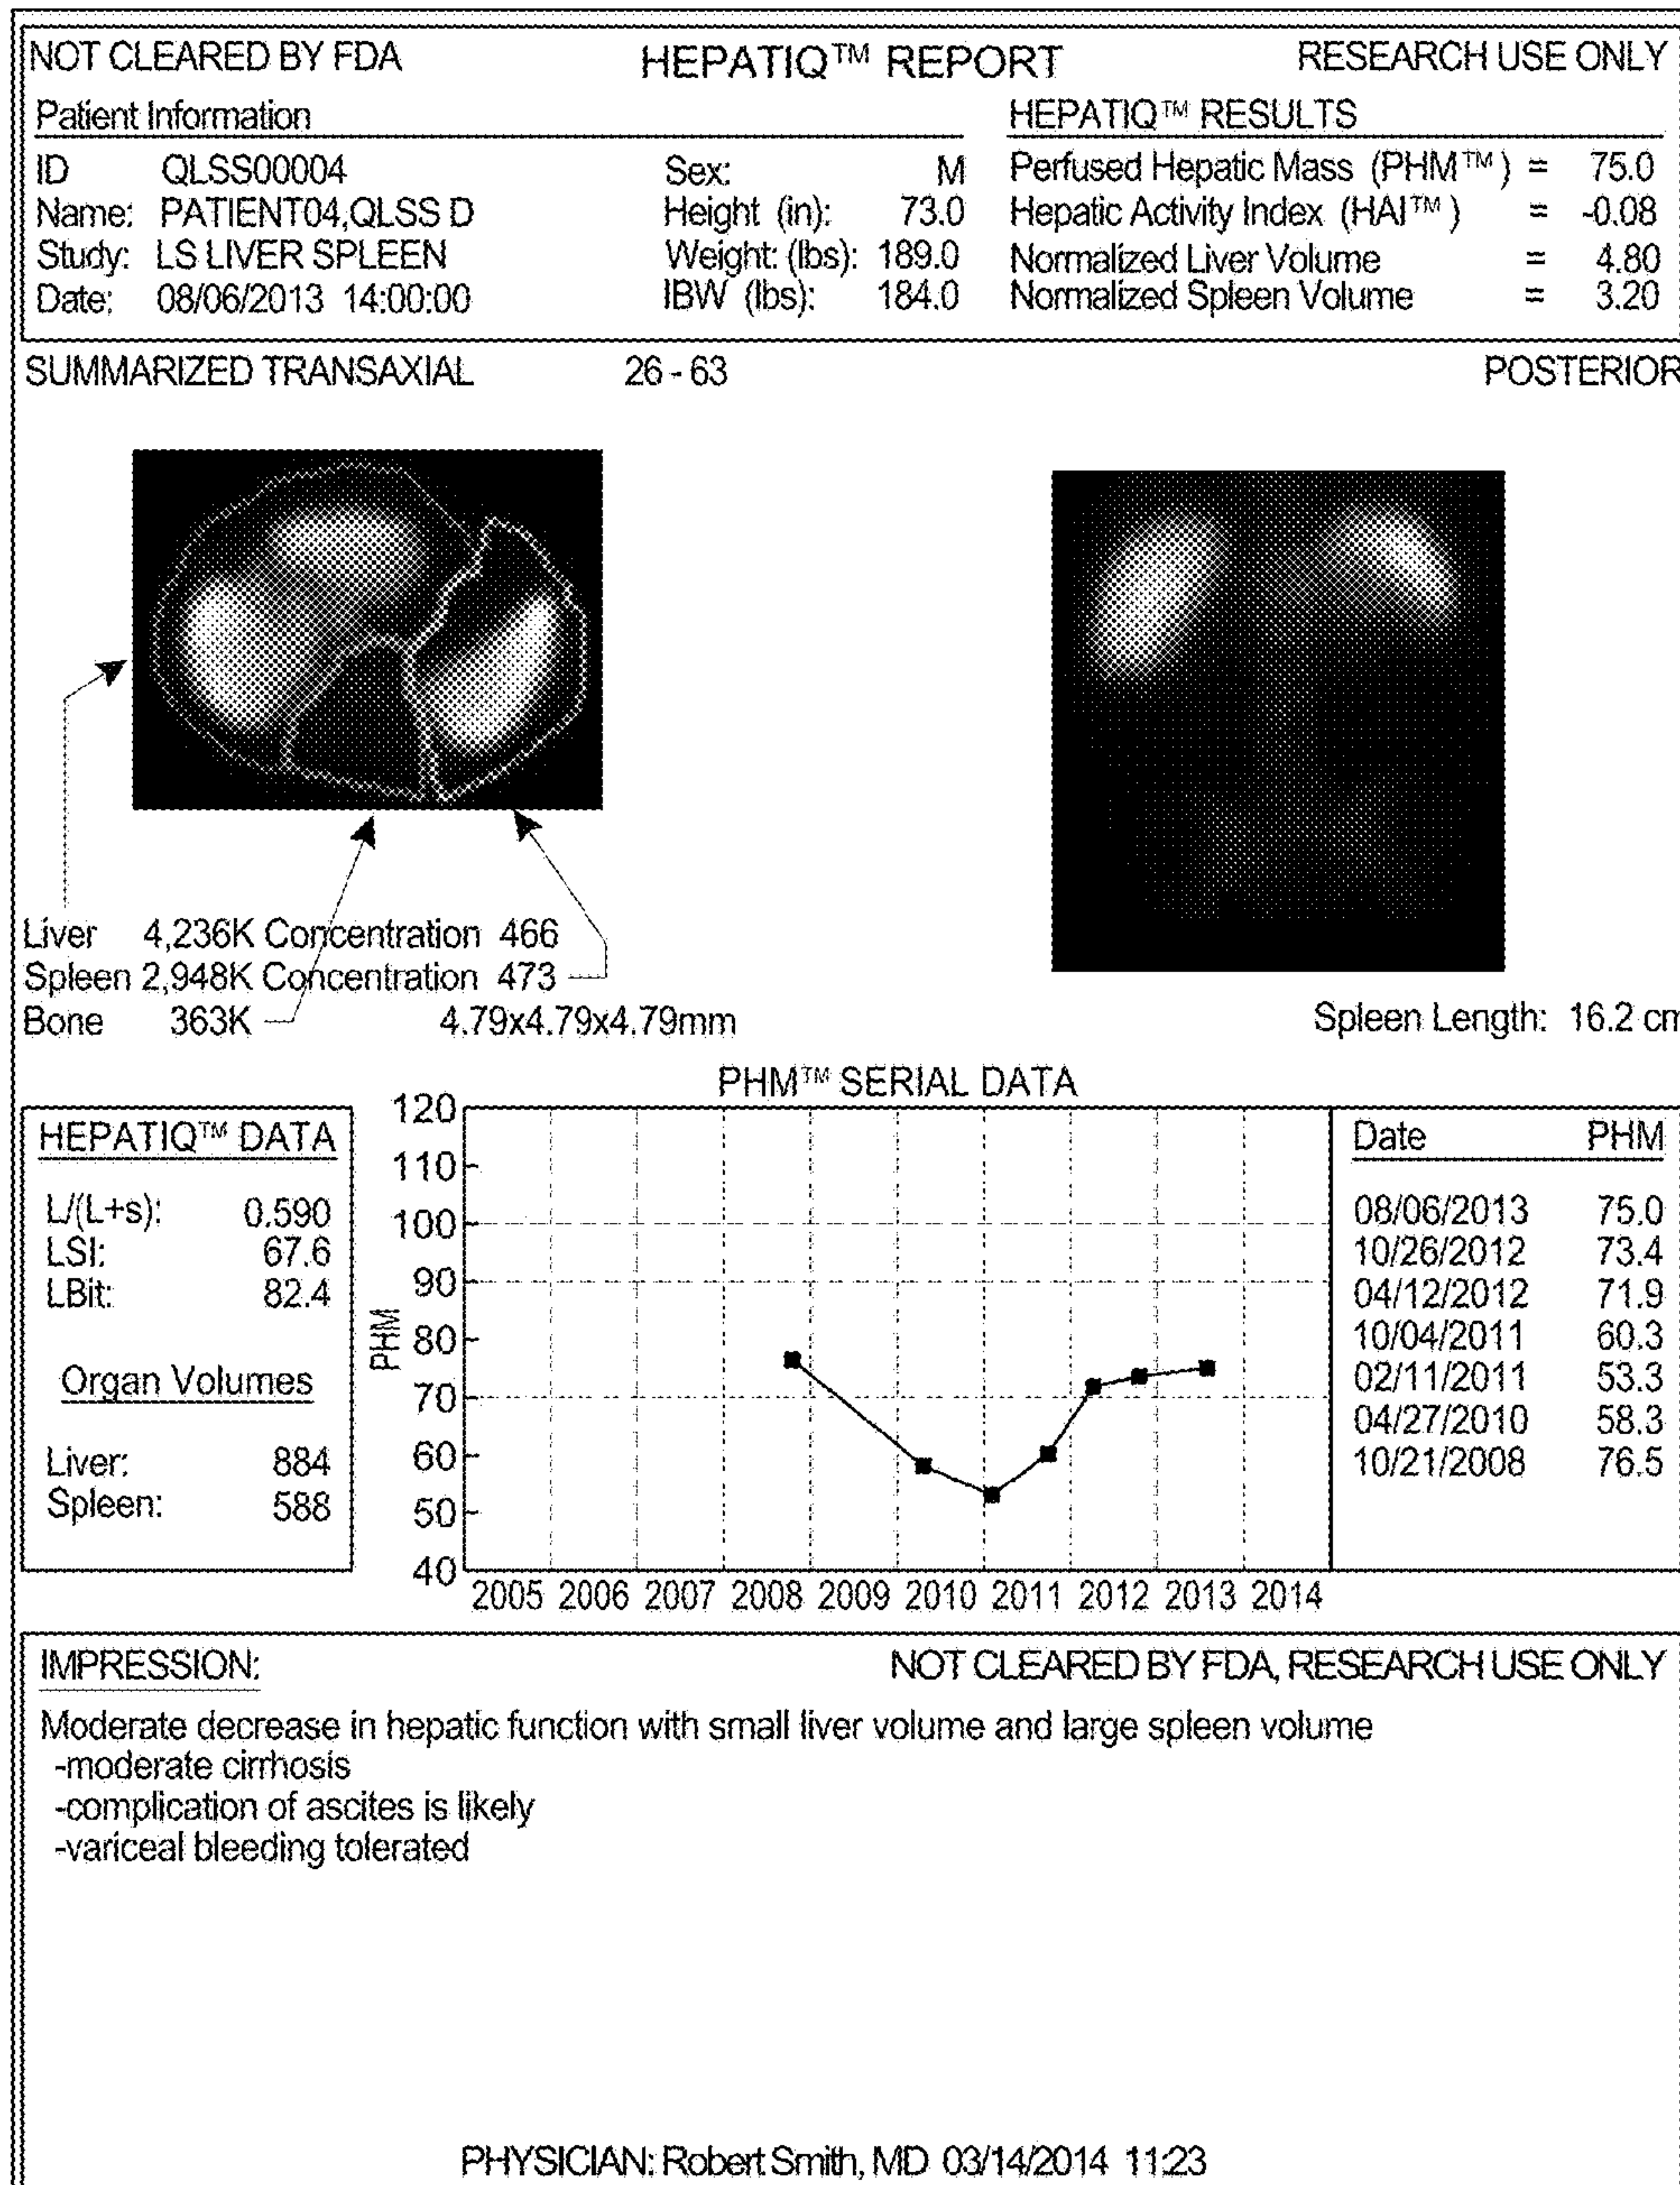 NOT CLEARED BY FDA HEPATIQ™ REPORT RESEARCH USE ONLY
Patient Information HEPATIQ™ RESULTS
ID QLSS00004 Sex: M Perfused Hepatic Mass (PHM™) = 75.0
Name: PATIENT04,QLSS D Height (in): 73.0 Hepatic Activity Index (HAI™) = -0.08
Study: LS LIVER SPLEEN Weight: (lbs): 189.0 Normalized Liver Volume = 4.80
Date: 08/06/2013 14:00:00 IBW (lbs): 184.0 Normalized Spleen Volume = 3.20
SUMMARIZED TRANSAXIAL 26 - 63 POSTERIOR
Liver 4,236K Concentration 466
Spleen 2,948K Concentration 473
Bone 363K 4.79x4.79x4.79mm Spleen Length: 16.2 cm
PHM™ SERIAL DATA
HEPATIQ™ DATA
L/(L+s): 0.590
LSI: 67.6
LBit: 82.4
Organ Volumes
Liver: 884
Spleen: 588
PHM
120
110
100
90
80
70
60
50
40
2005 2006 2007 2008 2009 2010 2011 2012 2013 2014
Date PHM
08/06/2013 75.0
10/26/2012 73.4
04/12/2012 71.9
10/04/2011 60.3
02/11/2011 53.3
04/27/2010 58.3
10/21/2008 76.5
IMPRESSION: NOT CLEARED BY FDA, RESEARCH USE ONLY
Moderate decrease in hepatic function with small liver volume and large spleen volume
-moderate cirrhosis
-complication of ascites is likely
-variceal bleeding tolerated
PHYSICIAN: Robert Smith, MD 03/14/2014 11:23